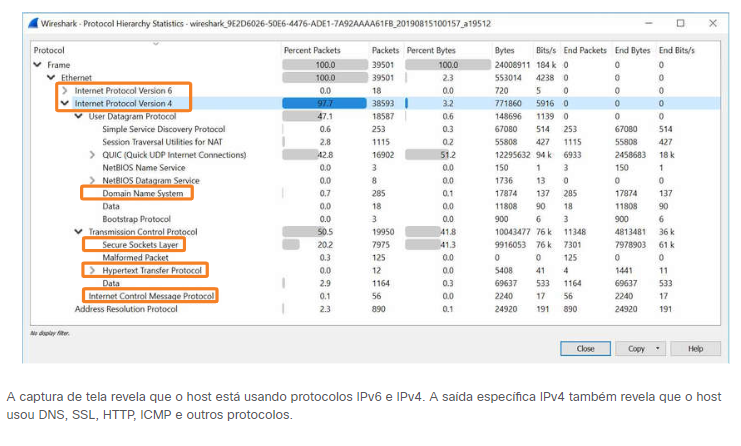 Wireshark - Protocol Hierarchy Statistics - wireshark_9E2D6026-50E6-4476-ADE1-7A92AAAA61FB_20190815100157_a19512
Protocol Percent Packets Packets Percent Bytes Bytes Bits/s End Packets End Bytes End Bits/s
Frame 100.0 39501 100.0 24008911 184 k 0 0 0
Ethernet 100.0 39501 2.3 553014 4238 0 0 0
Internet Protocol Version 6 0.0 18 0.0 720 5 0 0 0
Internet Protocol Version 4 97.7 38593 3.2 771860 5916 0 0 0
User Datagram Protocol 47.1 18587 0.6 148696 1139 0 0 0
Simple Service Discovery Protocol 0.6 253 0.3 67080 514 253 67080 514
Session Traversal Utilities for NAT 2.8 1115 0.2 55808 427 1115 55808 427
QUIC (Quick UDP Internet Connections) 42.8 16902 51.2 12295632 94 k 6933 2458683 18 k
NetBIOS Name Service 0.0 3 0.0 150 1 3 150 1
NetBIOS Datagram Service 0.0 8 0.0 1736 13 0 0 0
Domain Name System 0.7 285 0.1 17874 137 285 17874 137
Data 0.0 18 0.0 11808 90 18 11808 90
Bootstrap Protocol 0.0 3 0.0 900 6 3 900 6
Transmission Control Protocol 50.5 19950 41.8 10043477 76 k 11348 4813481 36 k
Secure Sockets Layer 20.2 7975 41.3 9916053 76 k 7301 7978903 61 k
Malformed Packet 0.3 125 0.0 0 0 125 0 0
Hypertext Transfer Protocol 0.0 12 0.0 5408 41 4 1441 11
Data 2.9 1164 0.3 69637 533 1164 69637 533
Internet Control Message Protocol 0.1 56 0.0 2240 17 56 2240 17
Address Resolution Protocol 2.3 890 0.1 24920 191 890 24920 191
No display filter.
Close Copy Help
A captura de tela revela que o host está usando protocolos IPv6 e IPv4. A saída específica IPv4 também revela que o host
usou DNS, SSL, HTTP, ICMP e outros protocolos.